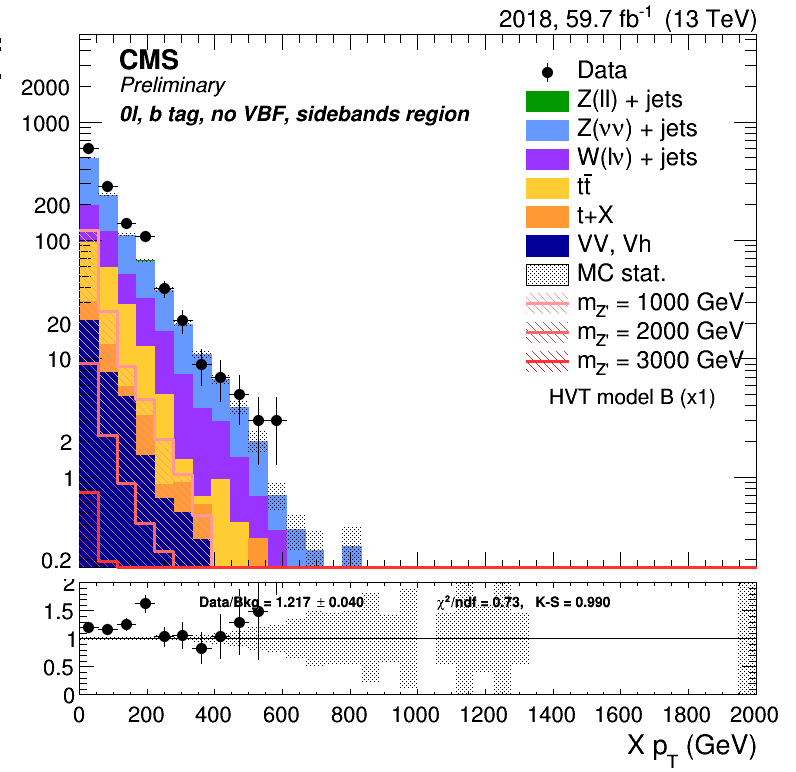 2018, 59.7 fb⁻¹ (13 TeV)
CMS
Preliminary
0l, b tag, no VBF, sidebands region
Data
Z(ll) + jets
Z(νν) + jets
W(lν) + jets
tt̄
t+X
VV, Vh
MC stat.
m_Z' = 1000 GeV
m_Z' = 2000 GeV
m_Z' = 3000 GeV
HVT model B (x1)
2000
1000
200
100
20
10
2
1
0.2
Data/Bkg = 1.217 ± 0.040
χ²/ndf = 0.73, K-S = 0.990
2
1.5
1
0.5
0
0 200 400 600 800 1000 1200 1400 1600 1800 2000
X p_T (GeV)